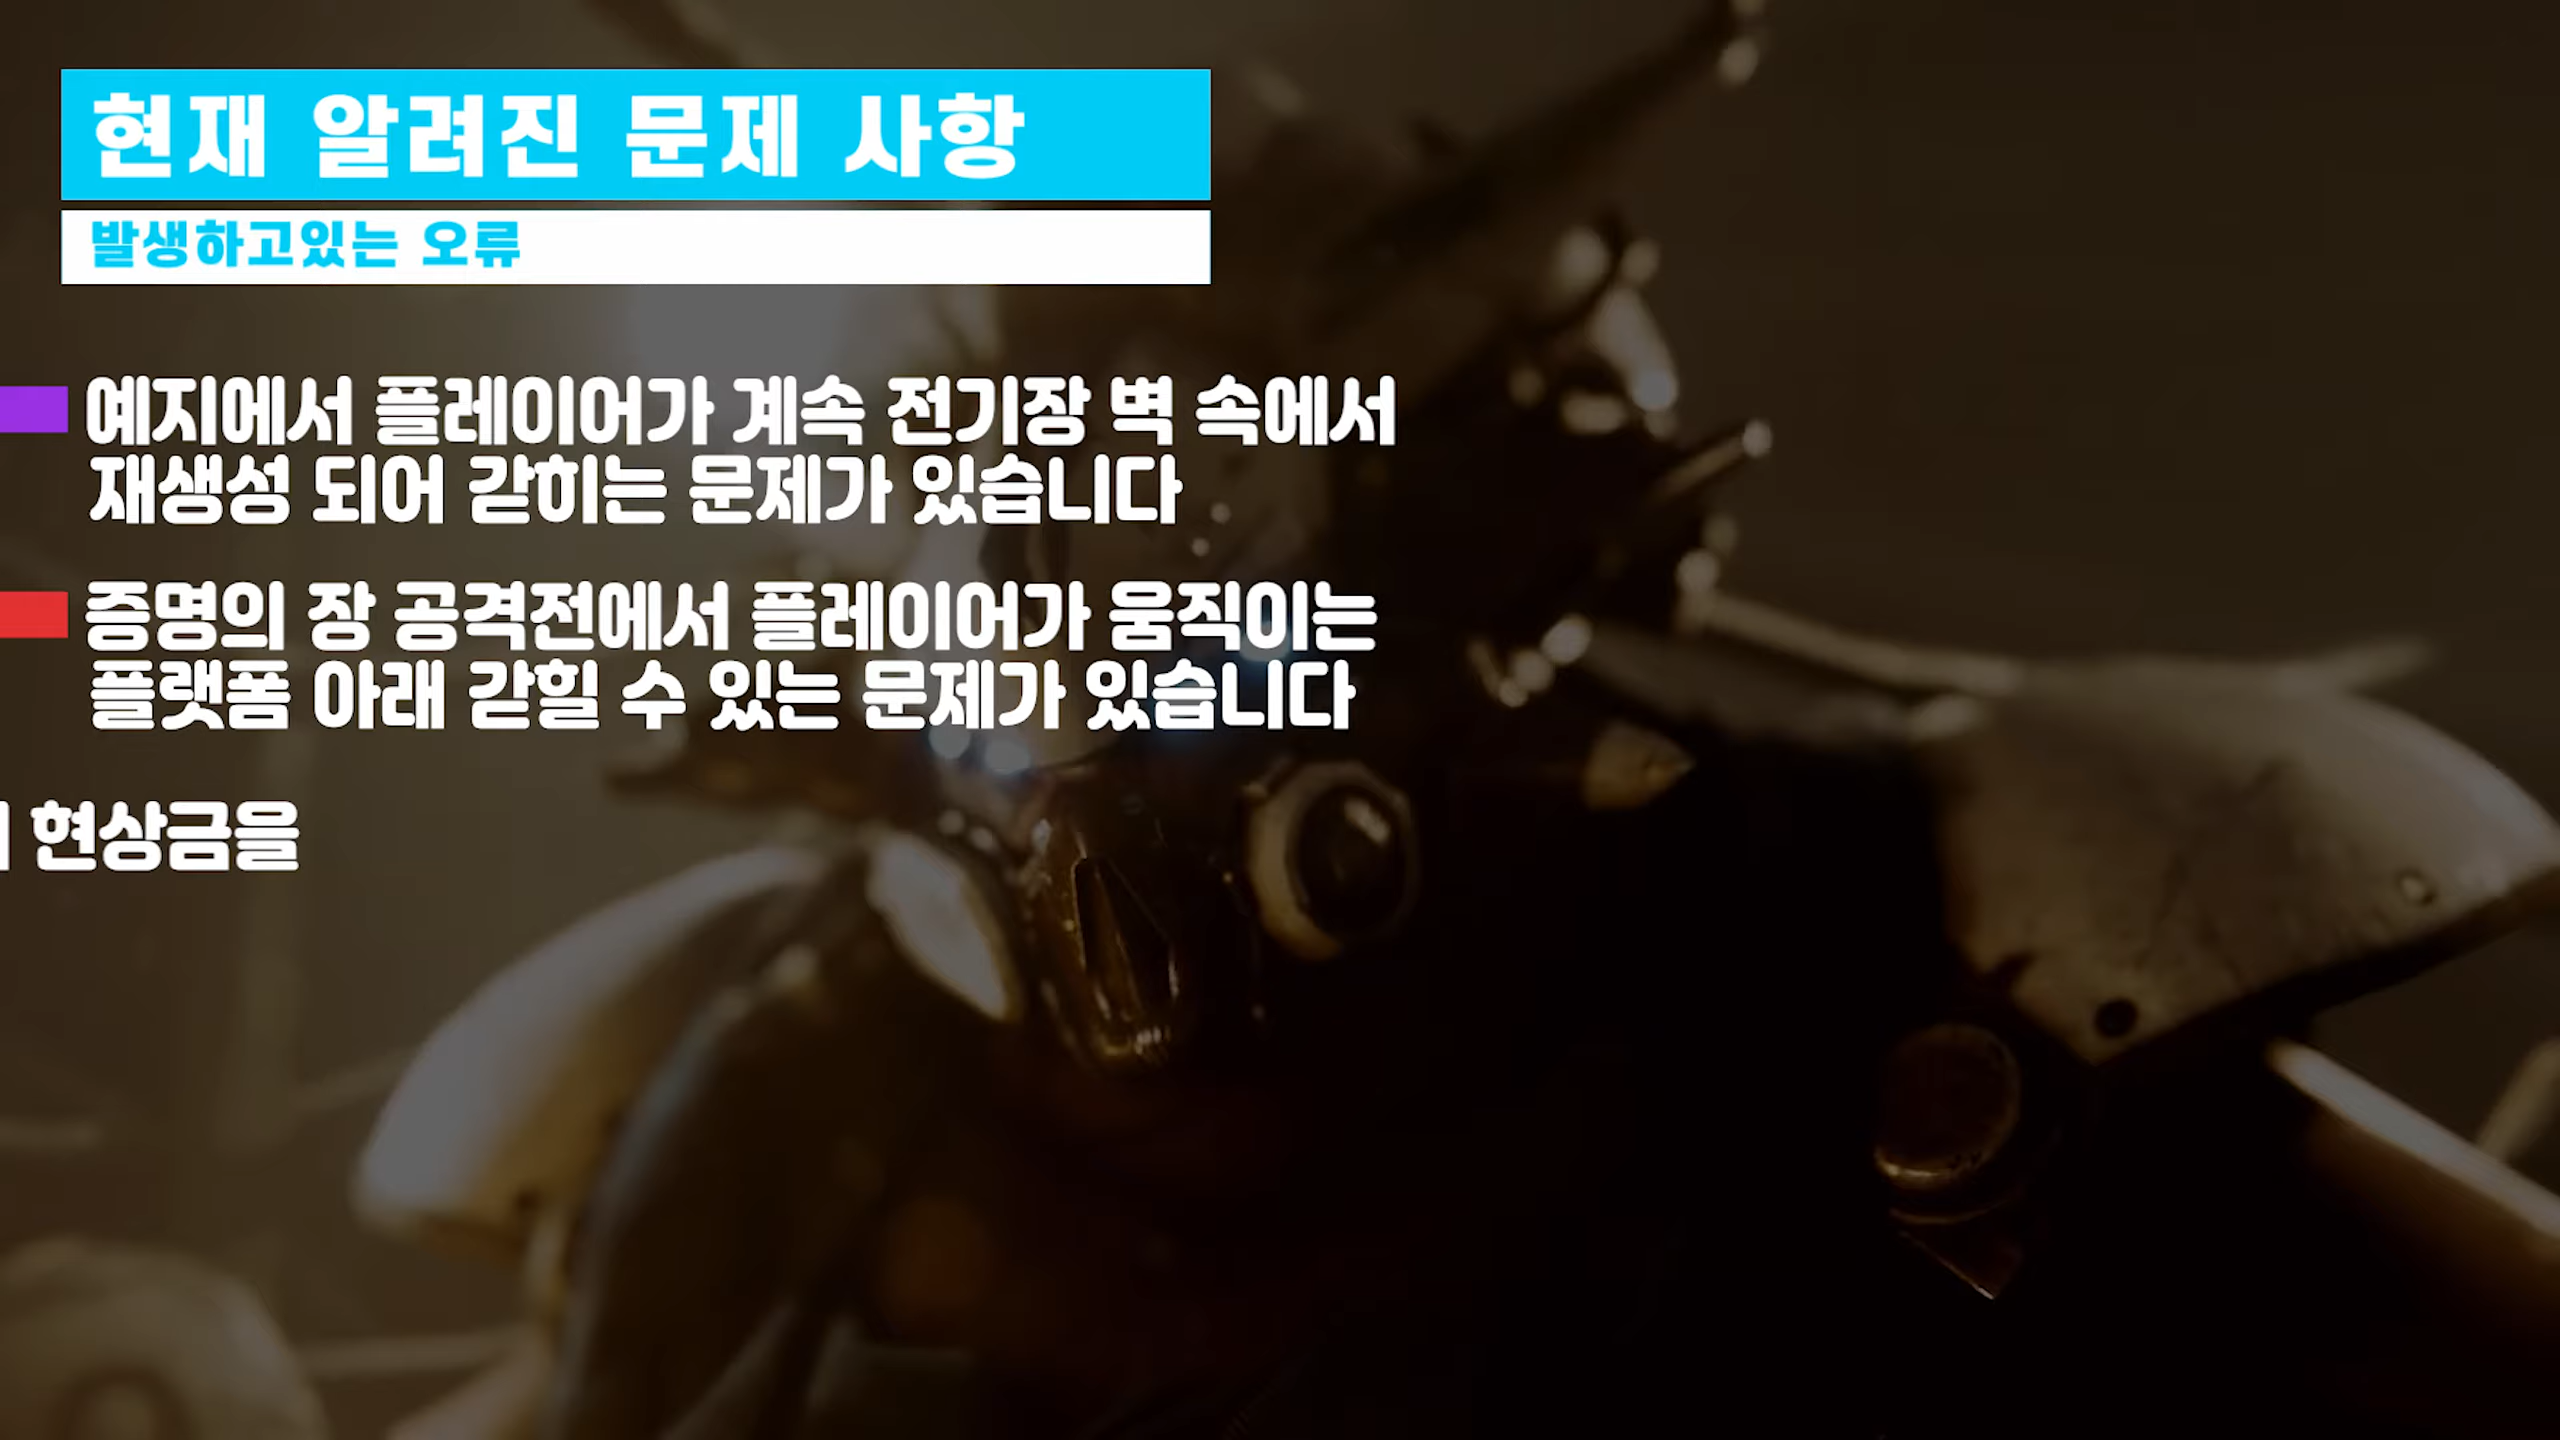 현재 알려진 문제 사항
발생하고있는 오류
예지에서 플레이어가 계속 전기장 벽 속에서
재생성 되어 갇히는 문제가 있습니다
증명의 장 공격전에서 플레이어가 움직이는
플랫폼 아래 갇힐 수 있는 문제가 있습니다
현상금을